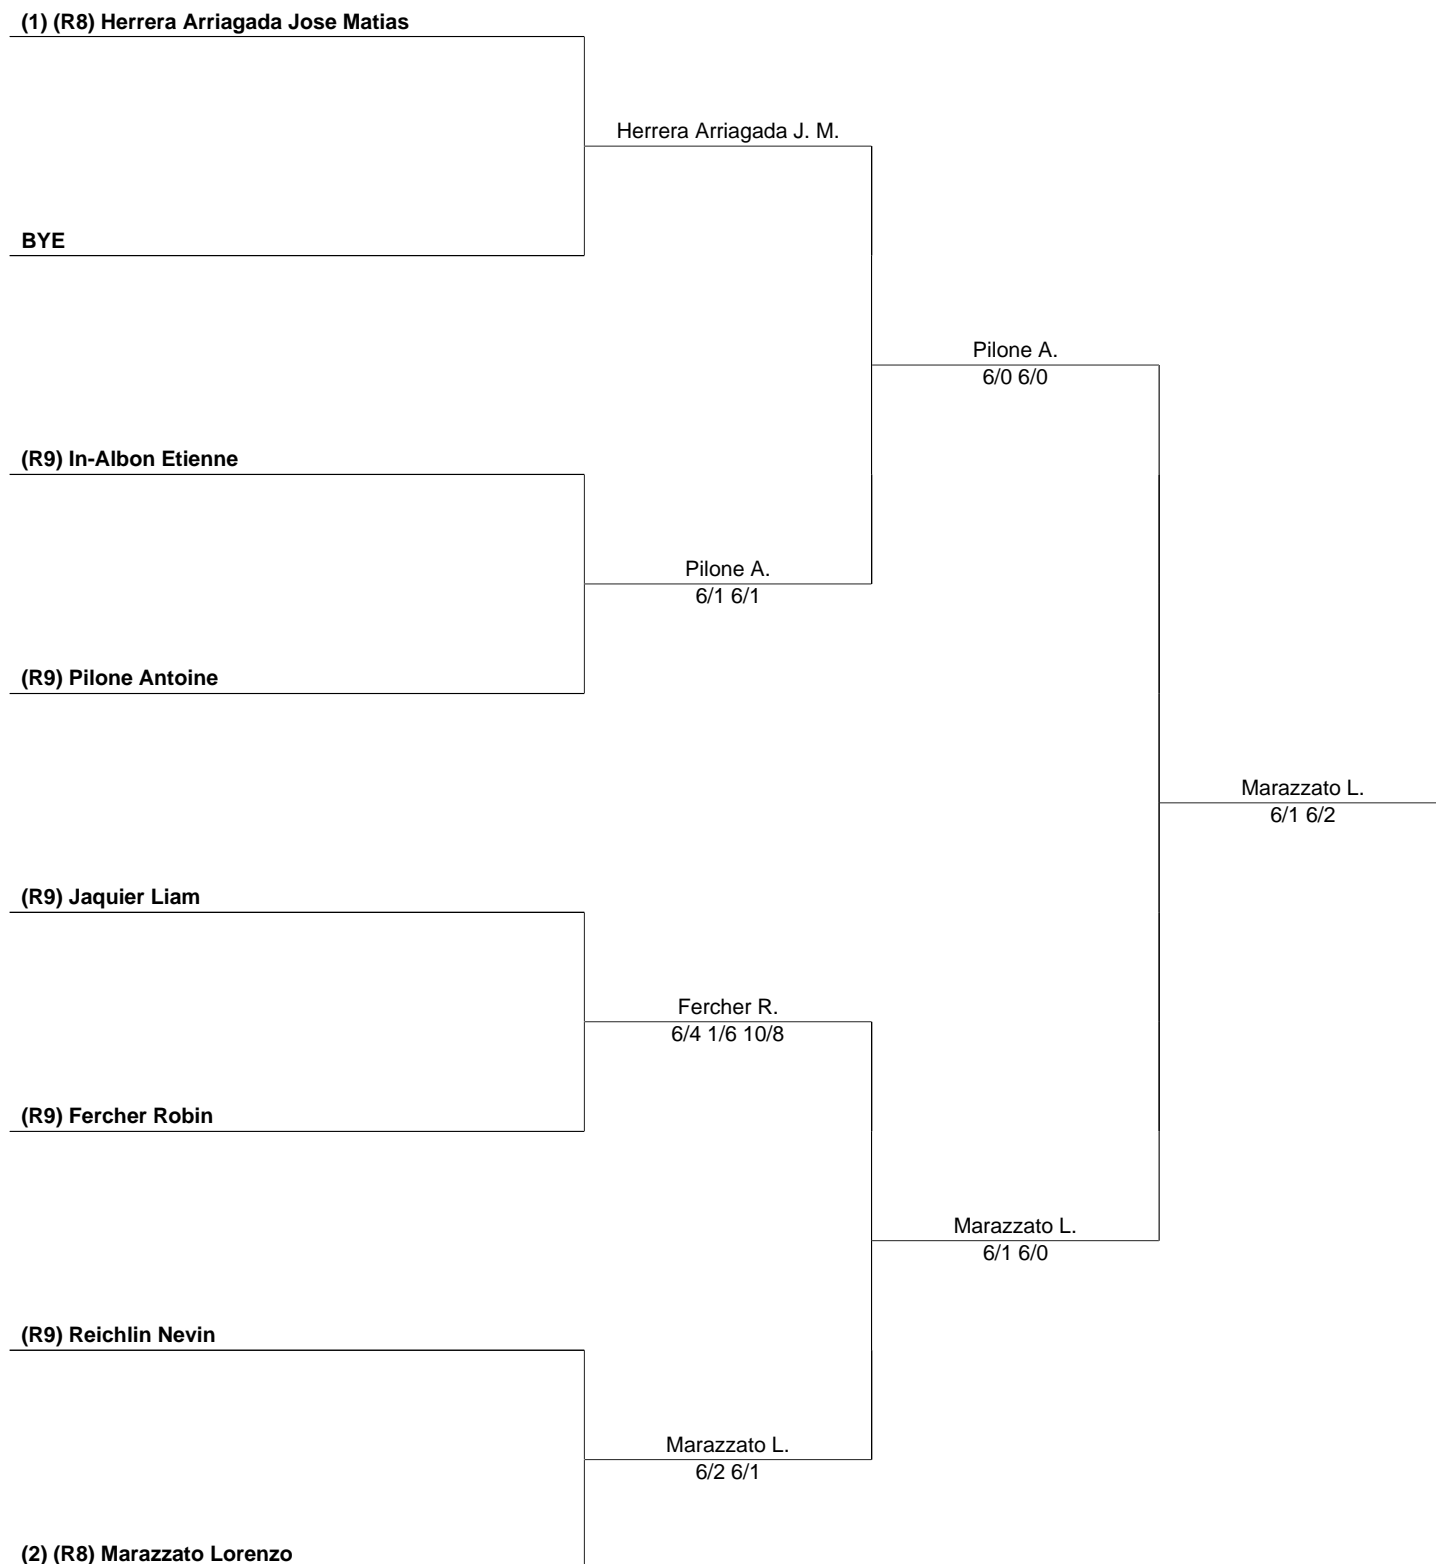 (1) (R8) Herrera Arriagada Jose Matias
Herrera Arriagada J. M.
BYE
Pilone A.
6/0 6/0
(R9) In-Albon Etienne
Pilone A.
6/1 6/1
(R9) Pilone Antoine
Marazzato L.
6/1 6/2
(R9) Jaquier Liam
Fercher R.
6/4 1/6 10/8
(R9) Fercher Robin
Marazzato L.
6/1 6/0
(R9) Reichlin Nevin
Marazzato L.
6/2 6/1
(2) (R8) Marazzato Lorenzo